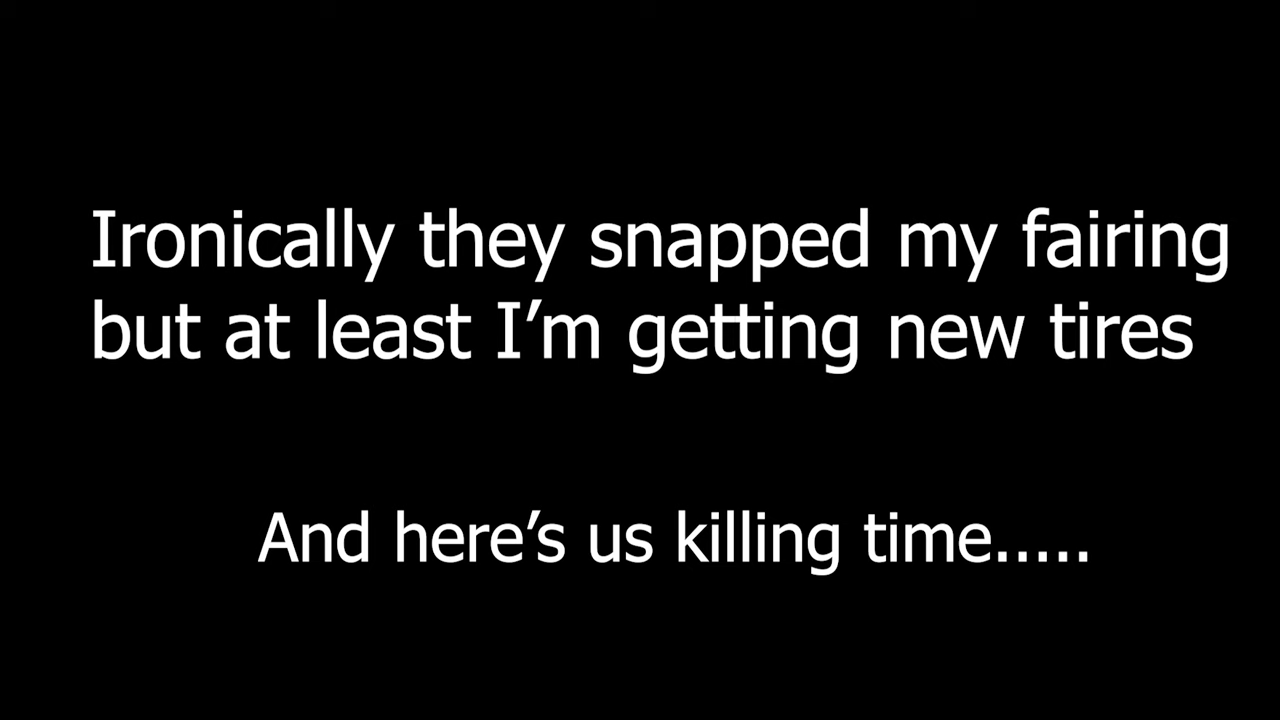 Ironically they snapped my fairing
but at least I’m getting new tires
And here’s us killing time.....